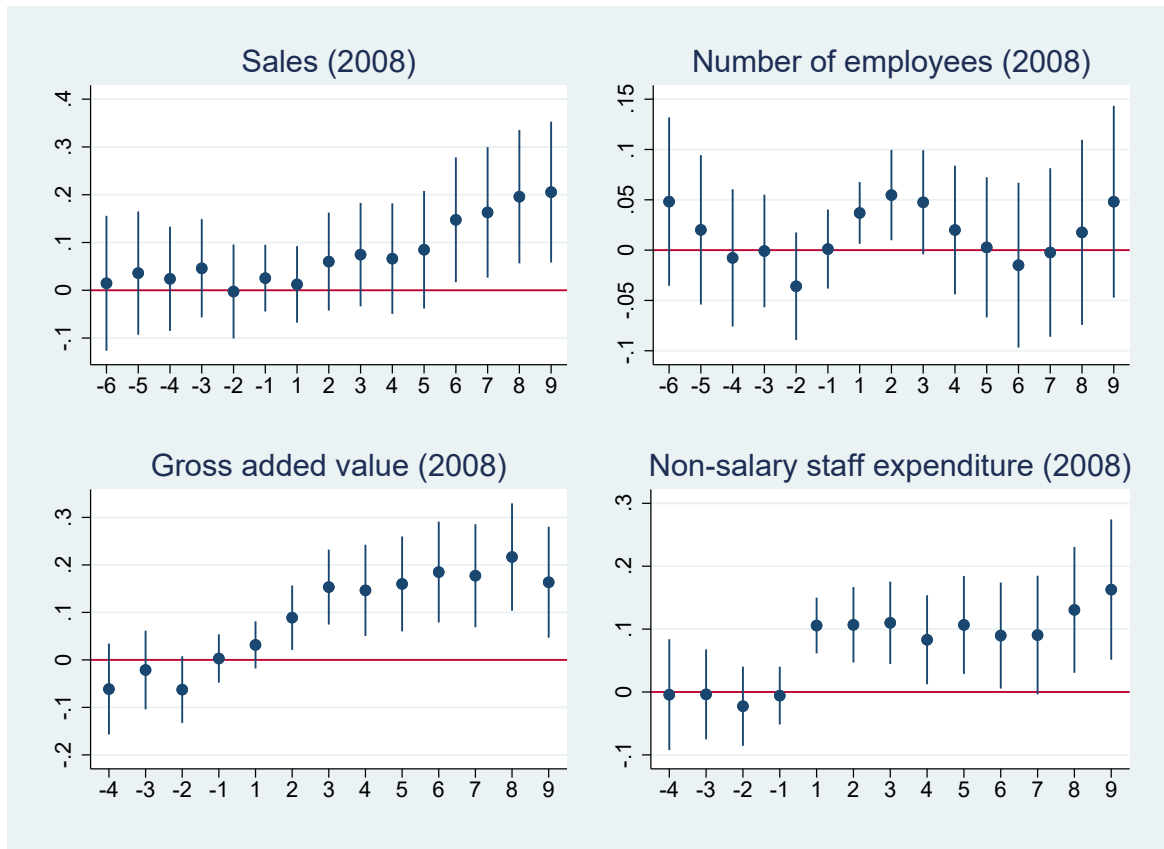 Sales (2008)
.4
.3
.2
.1
0
-.1
-6 -5 -4 -3 -2 -1 1 2 3 4 5 6 7 8 9
Number of employees (2008)
.15
.1
.05
0
-.05
-.1
-6 -5 -4 -3 -2 -1 1 2 3 4 5 6 7 8 9
Gross added value (2008)
.3
.2
.1
0
-.1
-.2
-4 -3 -2 -1 1 2 3 4 5 6 7 8 9
Non-salary staff expenditure (2008)
.3
.2
.1
0
-.1
-4 -3 -2 -1 1 2 3 4 5 6 7 8 9